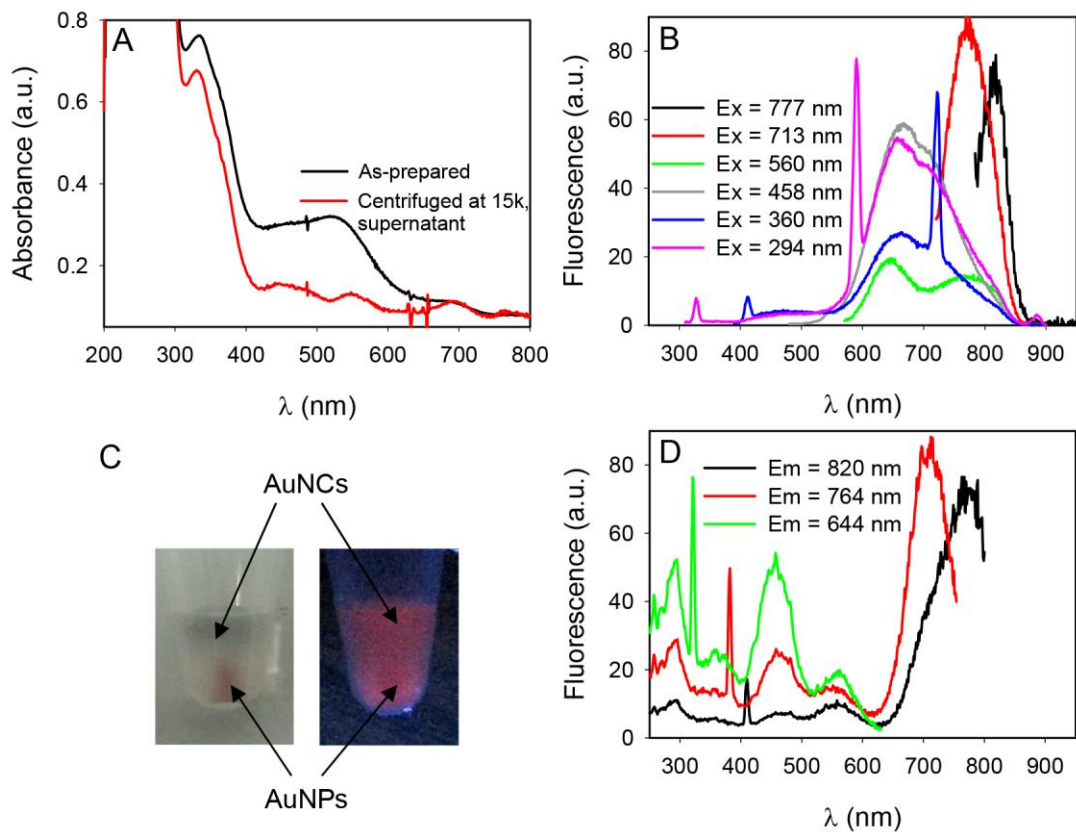 A
Absorbance (a.u.)
0.8
0.6
0.4
0.2
As-prepared
Centrifuged at 15k,
supernatant
200 300 400 500 600 700 800
λ (nm)
B
Fluorescence (a.u.)
80
60
40
20
0
Ex = 777 nm
Ex = 713 nm
Ex = 560 nm
Ex = 458 nm
Ex = 360 nm
Ex = 294 nm
300 400 500 600 700 800 900
λ (nm)
C
AuNCs
AuNPs
D
Fluorescence (a.u.)
80
60
40
20
0
Em = 820 nm
Em = 764 nm
Em = 644 nm
300 400 500 600 700 800 900
λ (nm)